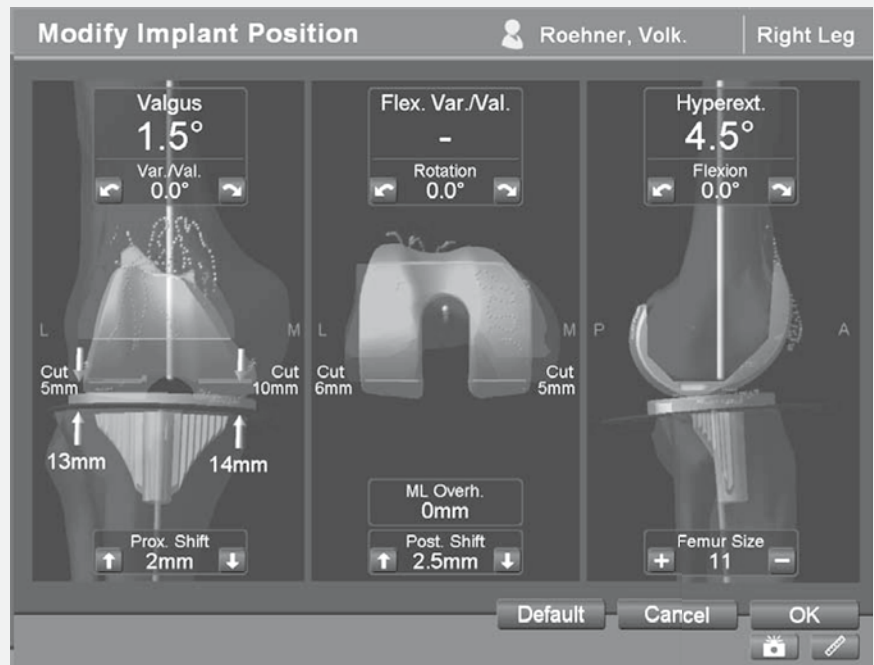 Modify Implant Position
Roehner, Volk.
Right Leg
Valgus
1.5°
Var./Val.
0.0°
L
M
Cut
5mm
Cut
10mm
13mm
14mm
Prox. Shift
2mm
Flex. Var./Val.
-
Rotation
0.0°
L
M
Cut
6mm
Cut
5mm
ML Overh.
0mm
Post. Shift
2.5mm
Hyperext.
4.5°
Flexion
0.0°
P
A
Femur Size
+ 11 -
Default
Cancel
OK